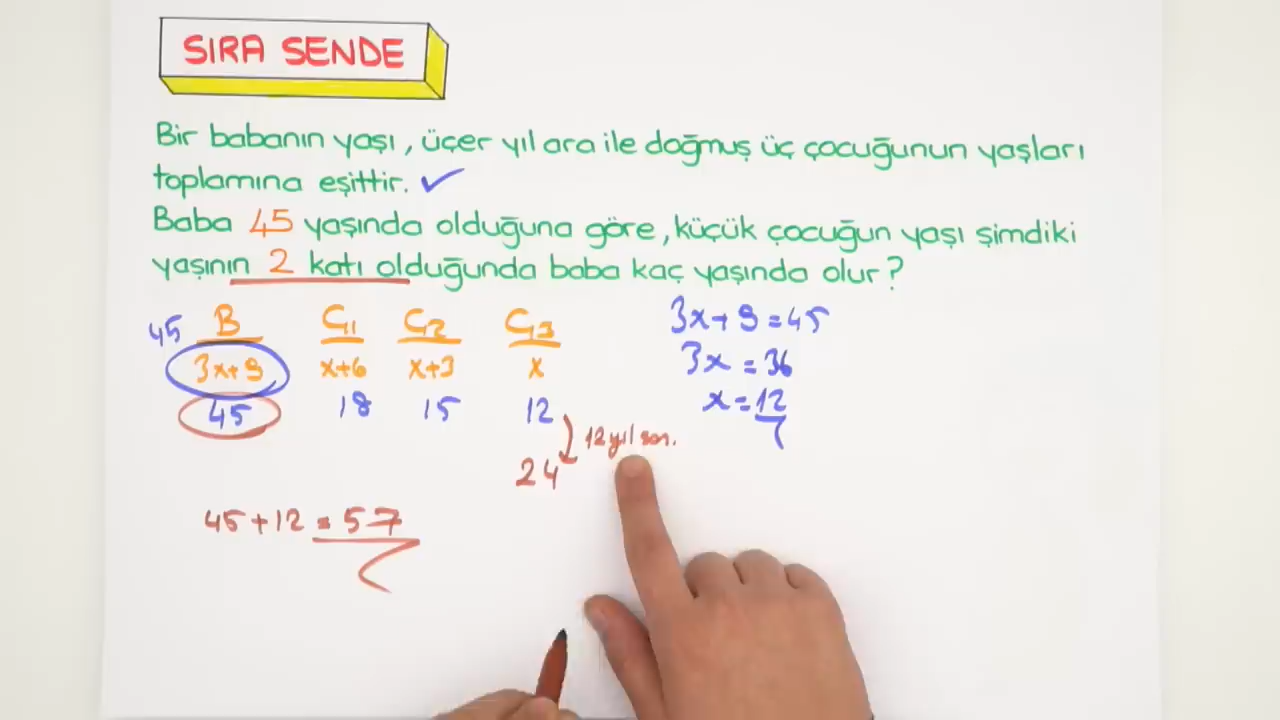 SIRA SENDE
Bir babanın yaşı, üçer yıl ara ile doğmuş üç çocuğunun yaşları
toplamına eşittir.
Baba 45 yaşında olduğuna göre, küçük çocuğun yaşı şimdiki
yaşının 2 katı olduğunda baba kaç yaşında olur?
45 B Ç1 Ç2 Ç3
3x+9 x+6 x+3 x
45 18 15 12
12 yıl son.
24
45+12=57
3x+9=45
3x=36
x=12